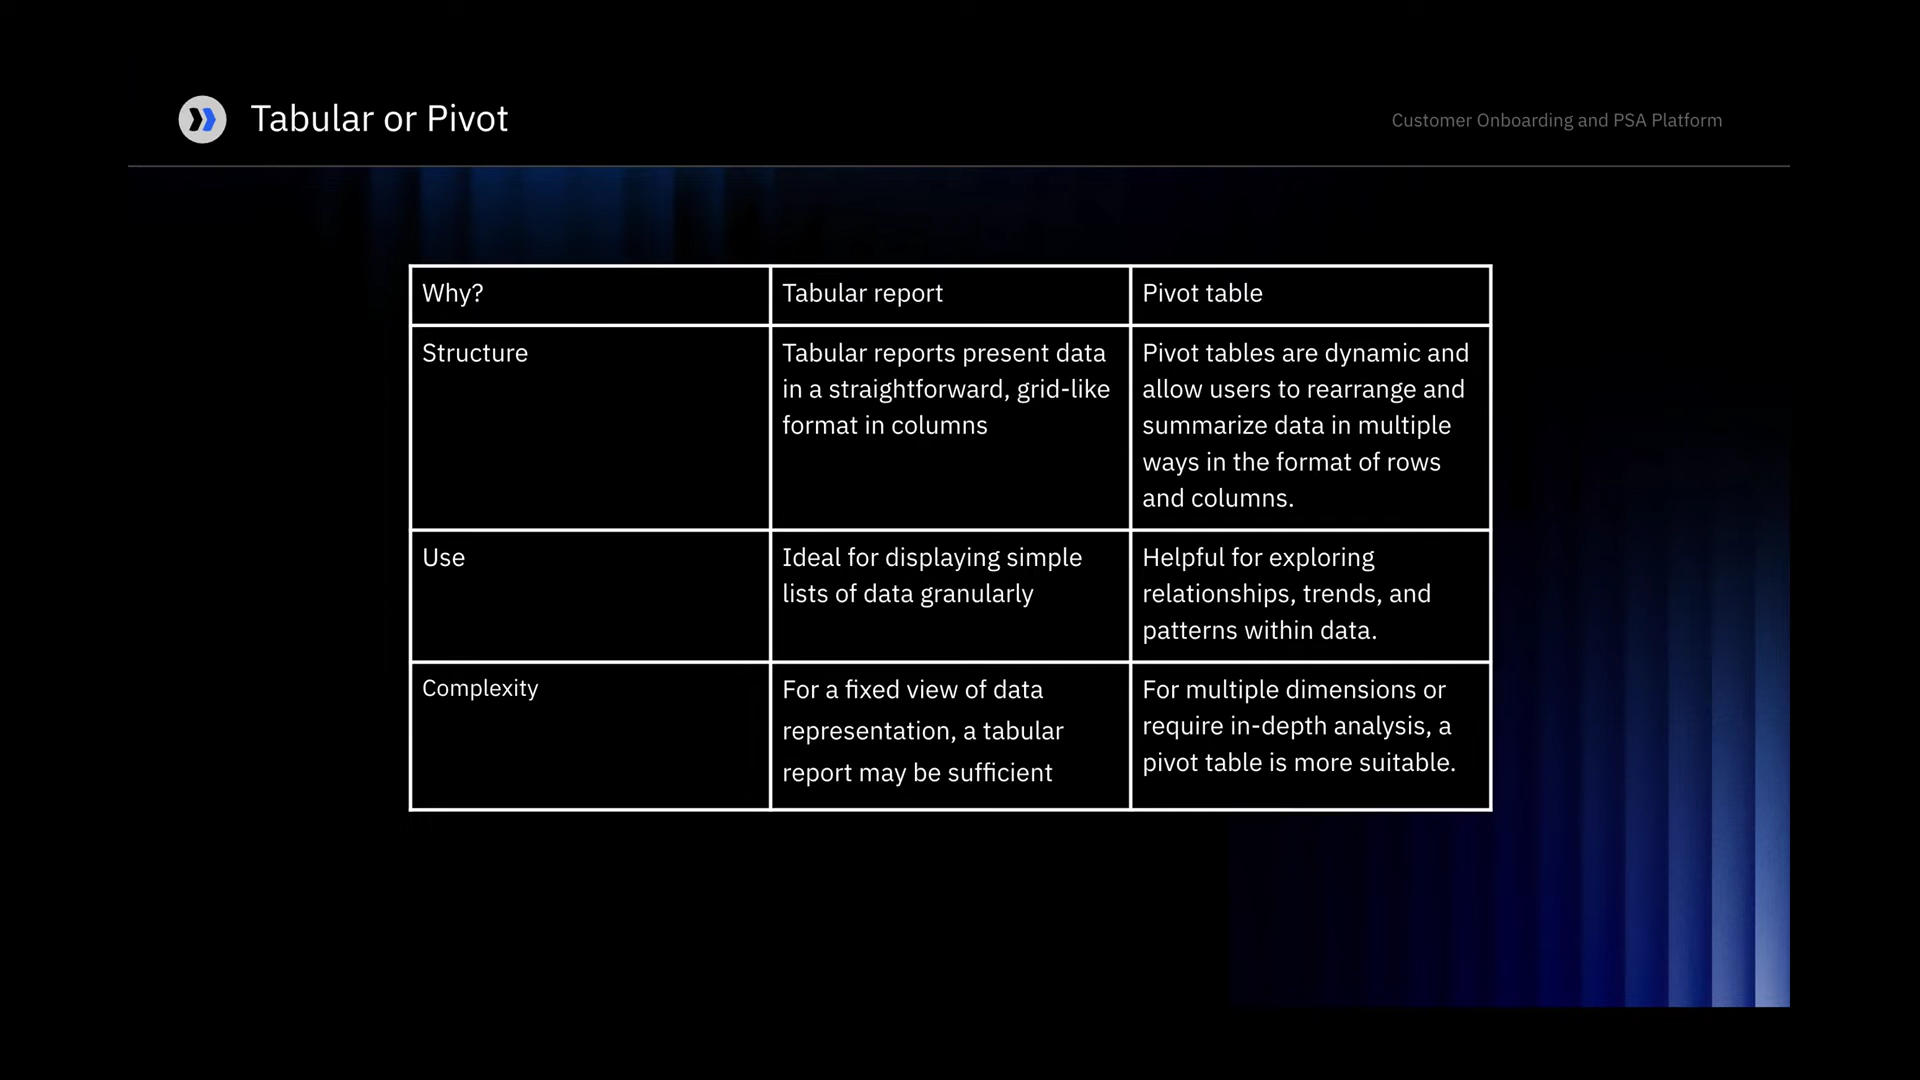 Tabular or Pivot
Customer Onboarding and PSA Platform
Why?
Tabular report
Pivot table
Structure
Tabular reports present data
in a straightforward, grid-like
format in columns
Pivot tables are dynamic and
allow users to rearrange and
summarize data in multiple
ways in the format of rows
and columns.
Use
Ideal for displaying simple
lists of data granularly
Helpful for exploring
relationships, trends, and
patterns within data.
Complexity
For a fixed view of data
representation, a tabular
report may be sufficient
For multiple dimensions or
require in-depth analysis, a
pivot table is more suitable.